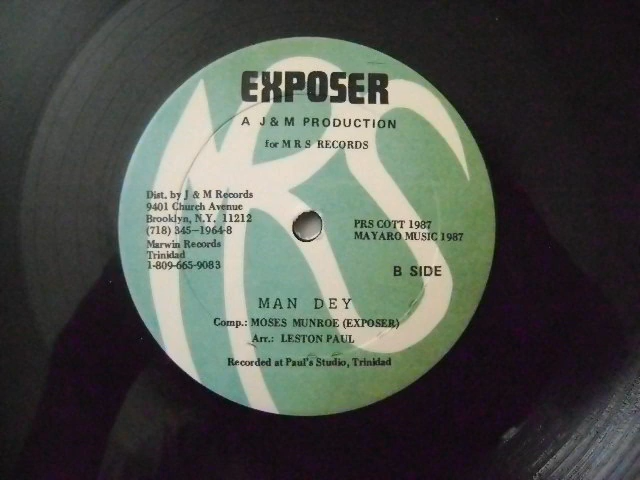 EXPOSER
A J & M PRODUCTION
for M R S RECORDS
MRS
Dist. by J & M Records
9401 Church Avenue
Brooklyn, N.Y. 11212
(718) 345-1964-8
Marwin Records
Trinidad
1-809-665-9083
PRS COTT 1987
MAYARO MUSIC 1987
B SIDE
MAN DEY
Comp.: MOSES MUNROE (EXPOSER)
Arr.: LESTON PAUL
Recorded at Paul's Studio, Trinidad